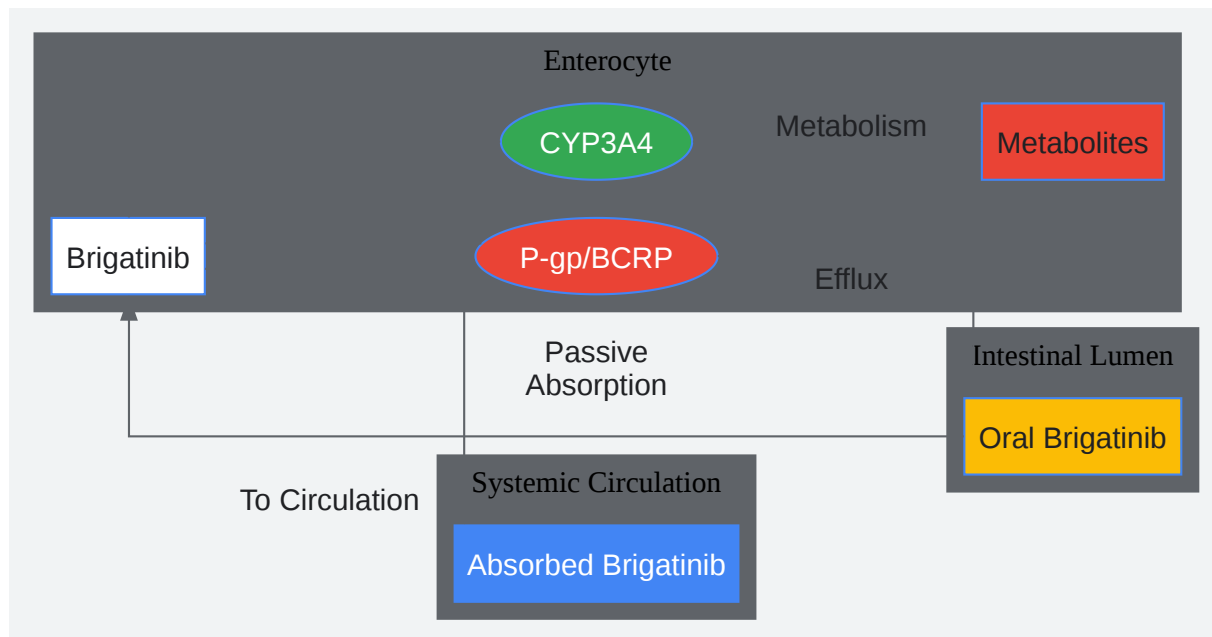 Enterocyte
CYP3A4
Metabolism
Metabolites
Brigatinib
P-gp/BCRP
Efflux
Passive
Absorption
Intestinal Lumen
Oral Brigatinib
Systemic Circulation
To Circulation
Absorbed Brigatinib